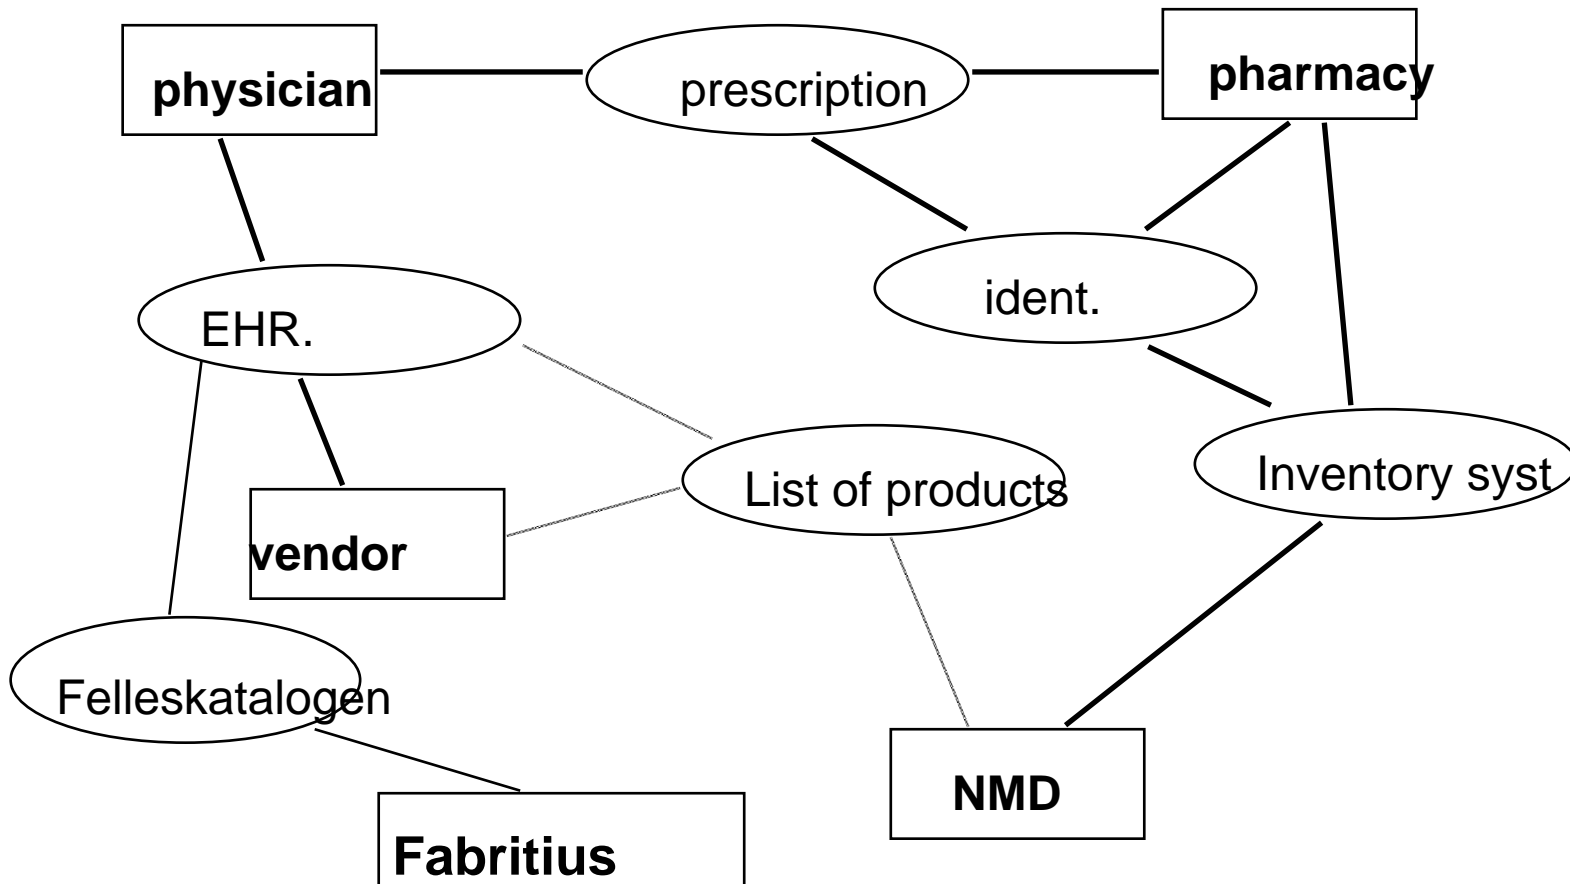 physician
prescription
pharmacy
EHR.
ident.
List of products
Inventory syst
vendor
Felleskatalogen
NMD
Fabritius